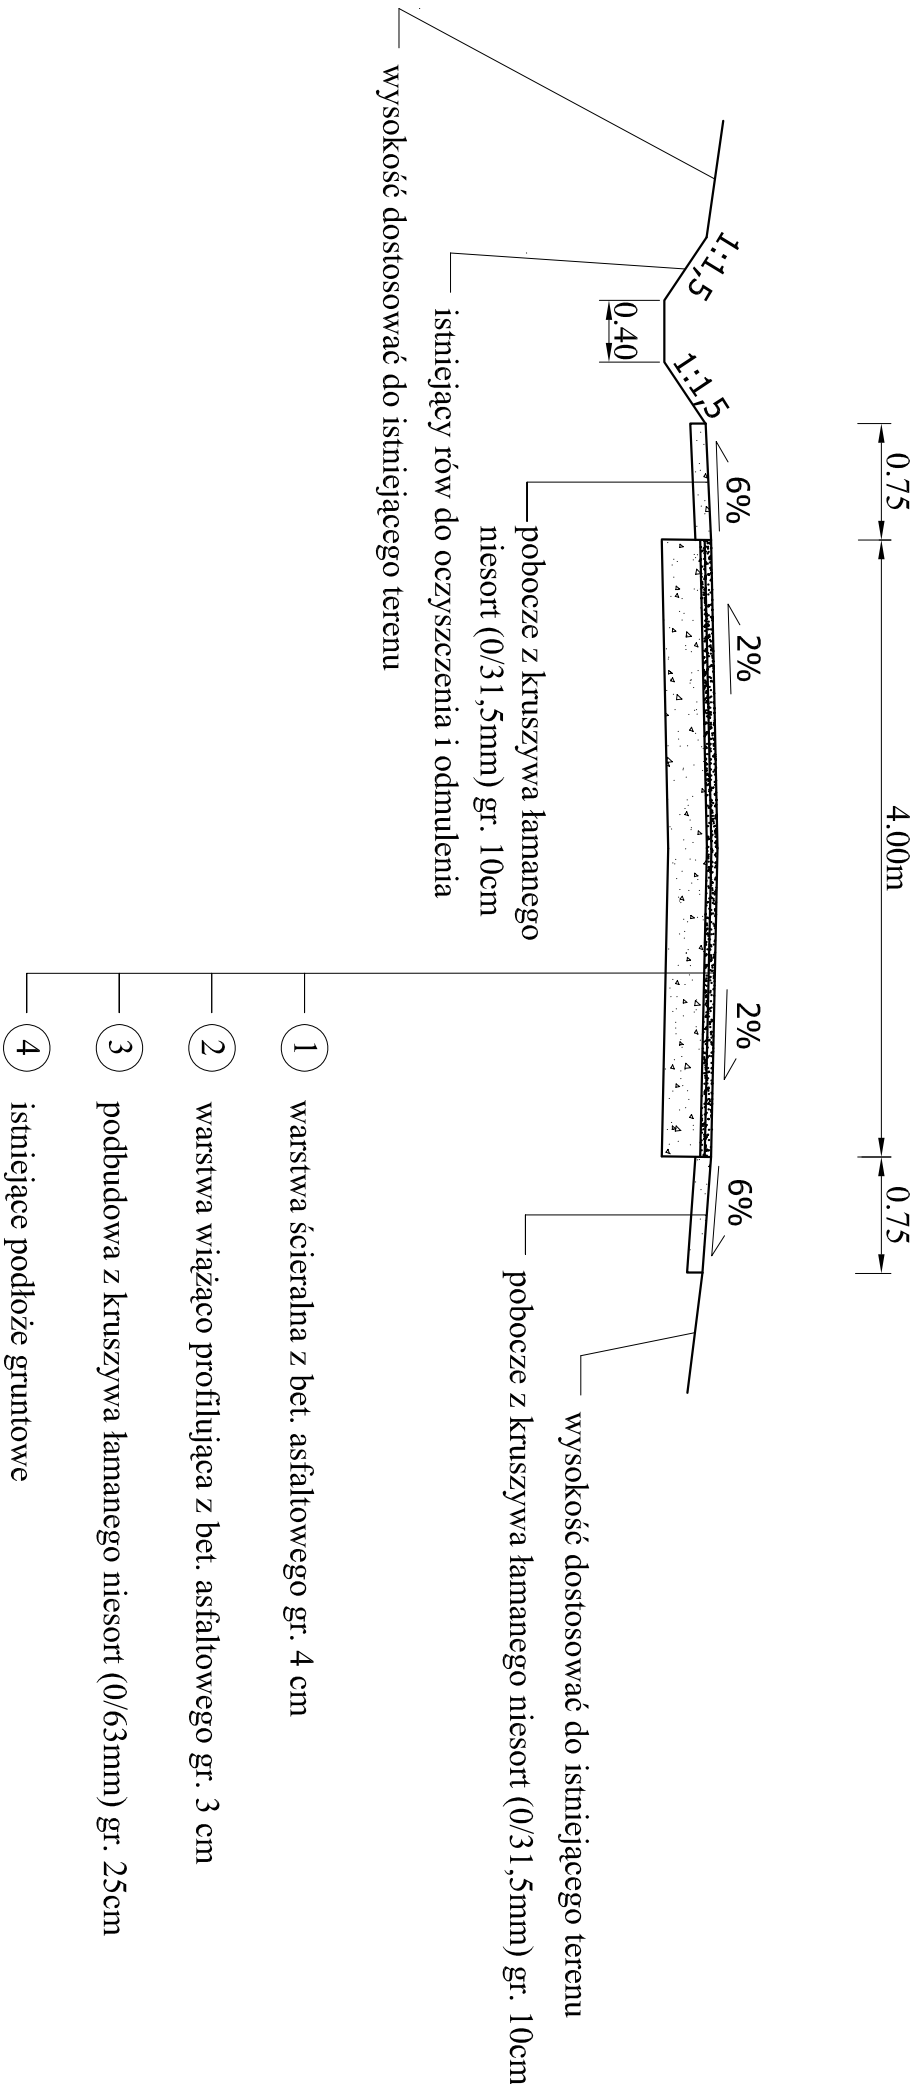 0.75
4.00m
0.75
6%
2%
2%
6%
1:1,5
1:1,5
0.40
wysokość dostosować do istniejącego terenu
pobocze z kruszywa łamanego niesort (0/31,5mm) gr. 10cm
pobocze z kruszywa łamanego
niesort (0/31,5mm) gr. 10cm
istniejący rów do oczyszczenia i odmulenia
wysokość dostosować do istniejącego terenu
1 warstwa ścieralna z bet. asfaltowego gr. 4 cm
2 warstwa wiążąco profilująca z bet. asfaltowego gr. 3 cm
3 podbudowa z kruszywa łamanego niesort (0/63mm) gr. 25cm
4 istniejące podłoże gruntowe